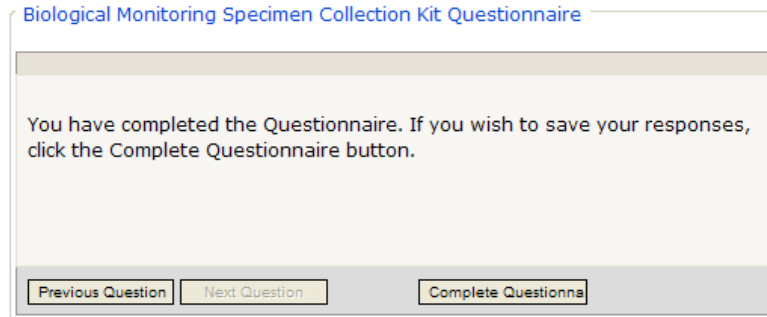 Biological Monitoring Specimen Collection Kit Questionnaire
You have completed the Questionnaire. If you wish to save your responses,
click the Complete Questionnaire button.
Previous Question Next Question Complete Questionna